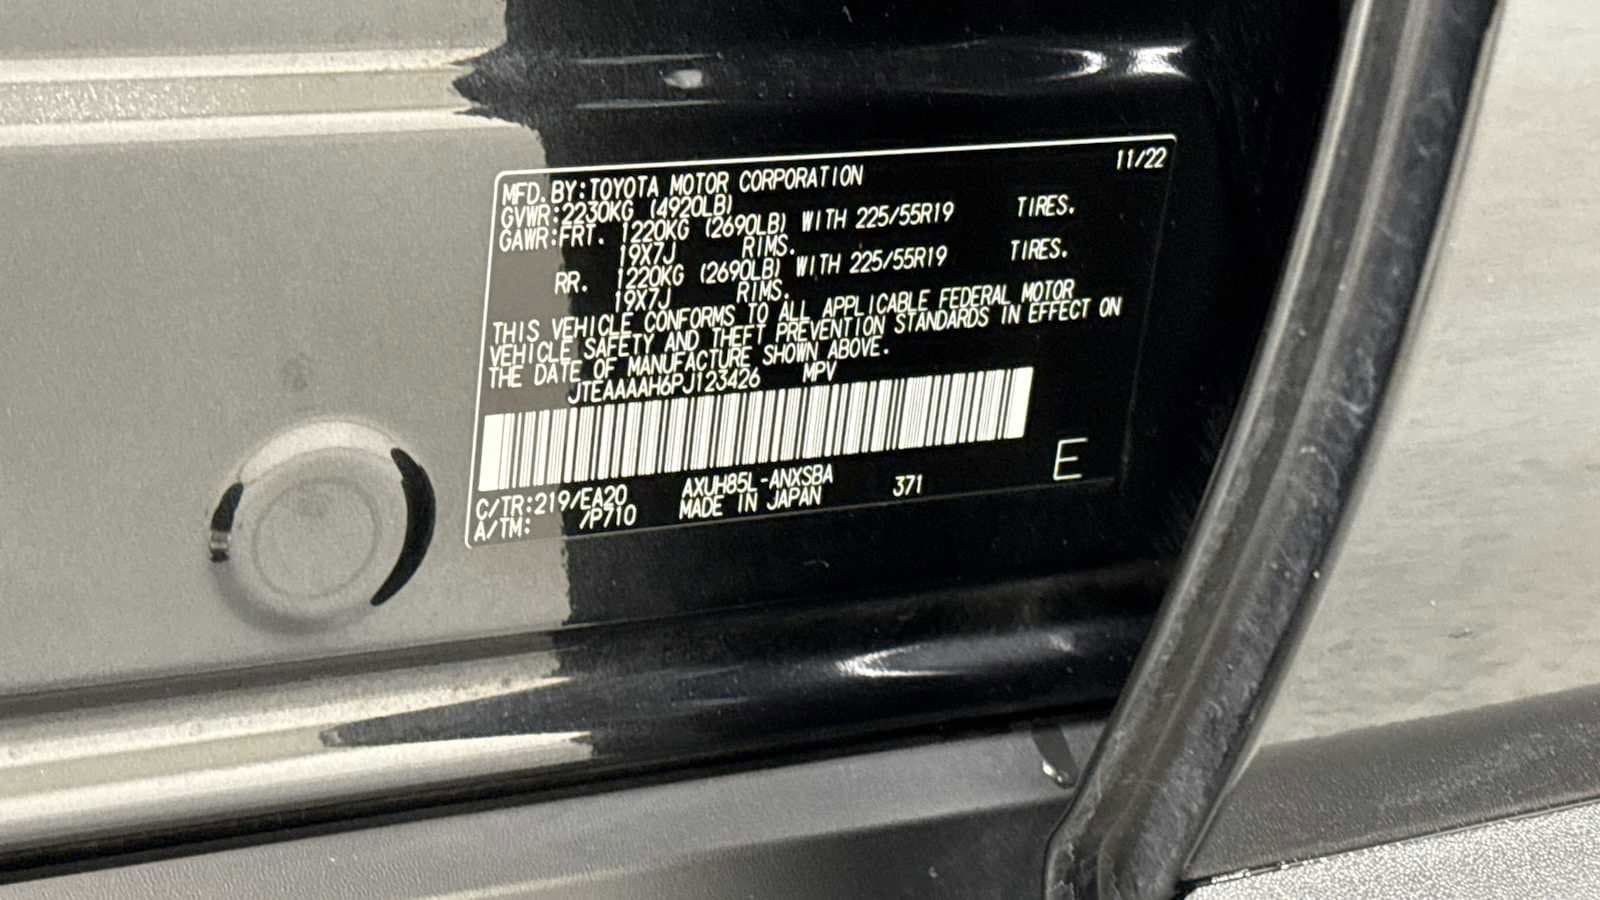 11/22
MFD.BY:TOYOTA MOTOR CORPORATION
GVWR:2230KG (4920LB)
GAWR:FRT. 1220KG (2690LB) WITH 225/55R19 TIRES.
19X7J RIMS.
RR. 1220KG (2690LB) WITH 225/55R19 TIRES.
19X7J RIMS.
THIS VEHICLE CONFORMS TO ALL APPLICABLE FEDERAL MOTOR
VEHICLE SAFETY AND THEFT PREVENTION STANDARDS IN EFFECT ON
THE DATE OF MANUFACTURE SHOWN ABOVE.
JTEAAAAH6PJ123426 MPV
C/TR:219/EA20 AXUH85L-ANXSBA 371 E
A/TM: /P710 MADE IN JAPAN